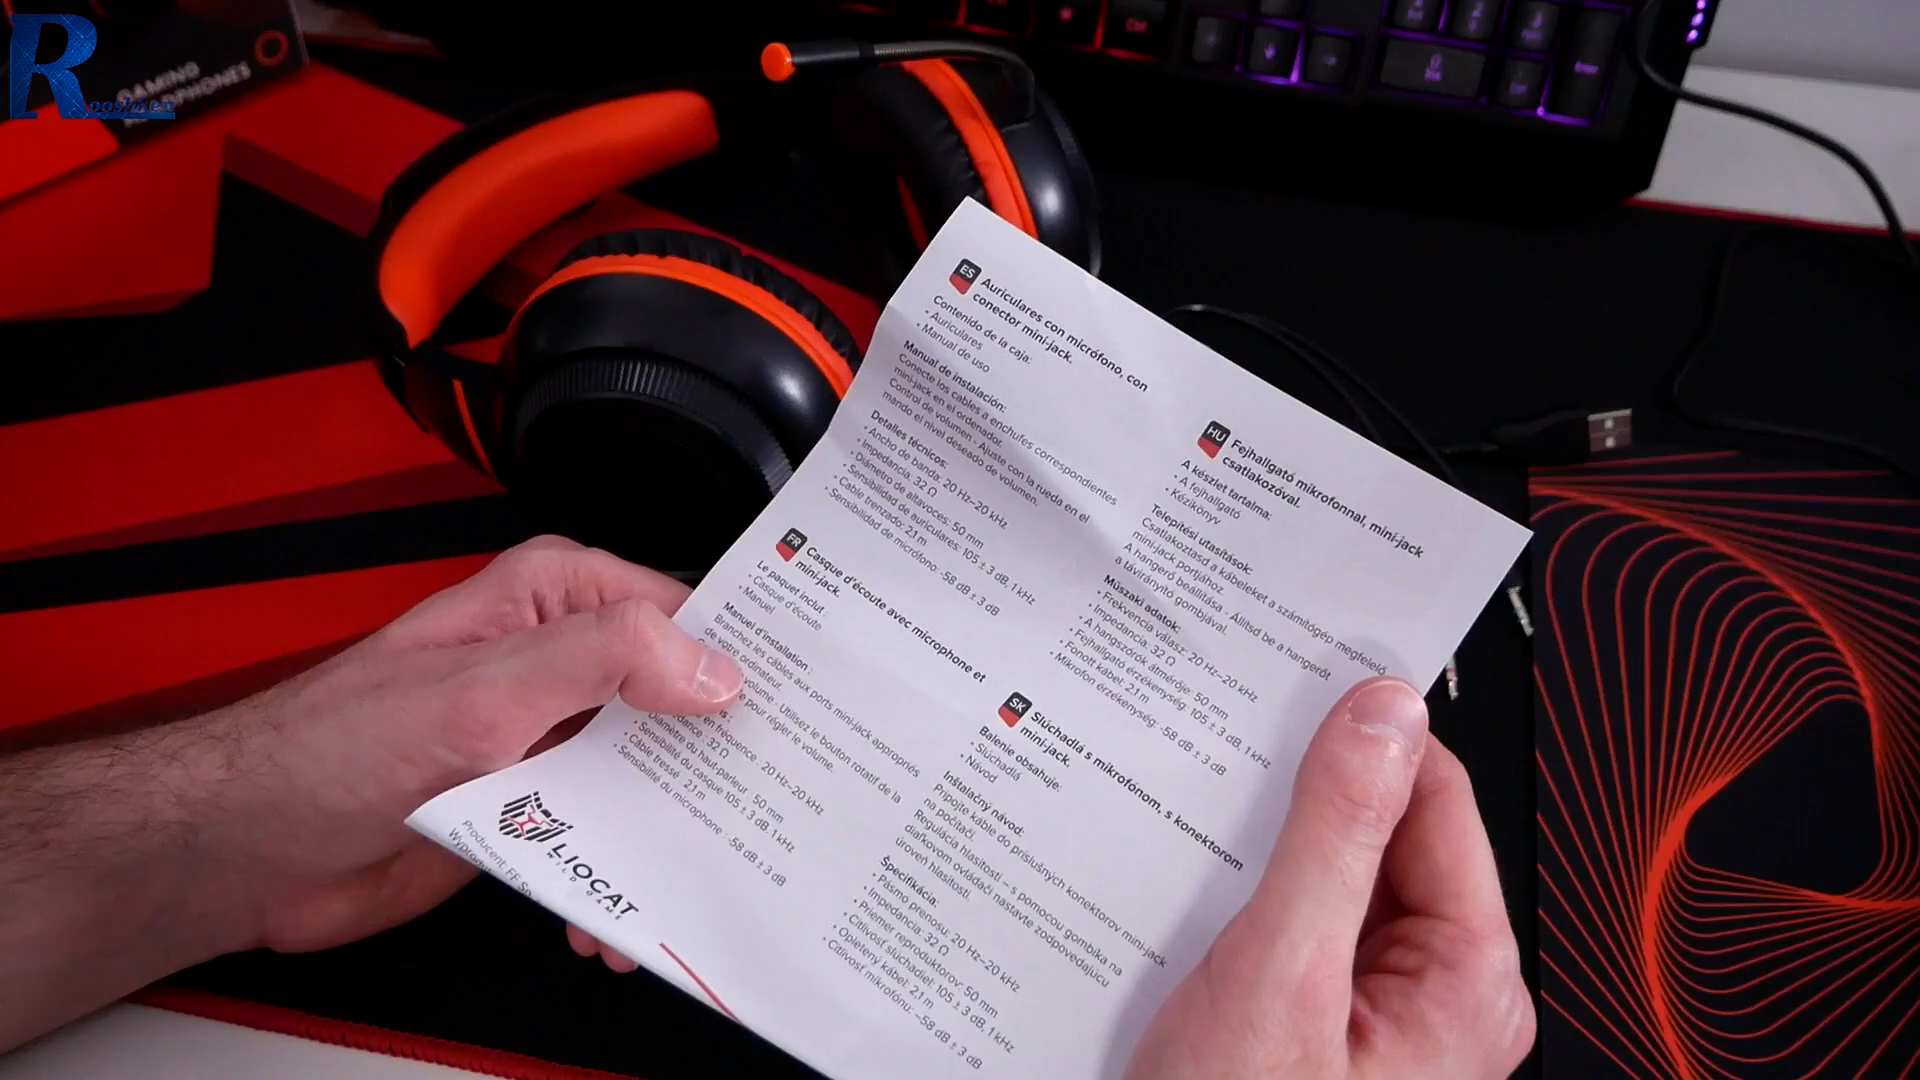 Rooshken
GAMING
HEADPHONES
Ctrl
ES
Auriculares con micrófono, con
conector mini-jack.
Contenido de la caja:
• Auriculares
• Manual de uso
Manual de instalación:
Conecte los cables a enchufes correspondientes
mini-jack en el ordenador.
Control de volumen - Ajuste con la rueda en el
mando el nivel deseado de volumen.
Detalles técnicos:
• Ancho de banda: 20 Hz–20 kHz
• Impedancia: 32 Ω
• Diámetro de altavoces: 50 mm
• Sensibilidad de auriculares: 105 ± 3 dB, 1 kHz
• Cable trenzado: 2,1 m
• Sensibilidad de micrófono: -58 dB ± 3 dB
FR
Casque d'écoute avec microphone et
mini-jack.
Le paquet inclut :
• Casque d'écoute
• Manuel
Manuel d'installation :
Branchez les câbles aux ports mini-jack appropriés
de votre ordinateur.
volume - Utilisez le bouton rotatif de la
pour régler le volume.
en fréquence : 20 Hz–20 kHz
: 32 Ω
• Diamètre du haut-parleur : 50 mm
• Sensibilité du casque 105 ± 3 dB, 1 kHz
• Câble tressé : 2,1 m
• Sensibilité du microphone : -58 dB ± 3 dB
LIOCAT
WILD GAME
Producent: FF Sp.
HU
Fejhallgató mikrofonnal, mini-jack
csatlakozóval.
A készlet tartalma:
• A fejhallgató
• Kézikönyv
Telepítési utasítások:
Csatlakoztasd a kábeleket a számítógép megfelelő
mini-jack portjához.
A hangerő beállítása - Állítsd be a hangerőt
a távirányító gombjával.
Műszaki adatok:
• Frekvencia válasz: 20 Hz–20 kHz
• Impedancia: 32 Ω
• A hangszórók átmérője: 50 mm
• Fejhallgató érzékenység: 105 ± 3 dB, 1 kHz
• Fonott kábel: 2,1 m
• Mikrofon érzékenység: -58 dB ± 3 dB
SK
Slúchadlá s mikrofónom, s konektorom
mini-jack.
Balenie obsahuje:
• Slúchadlá
• Návod
Inštalačný návod:
Pripojte káble do príslušných konektorov mini-jack
na počítači.
Regulácia hlasitosti – s pomocou gombíka na
diaľkovom ovládači nastavte zodpovedajúcu
úroveň hlasitosti.
Špecifikácia:
• Pásmo prenosu: 20 Hz–20 kHz
• Impedancia: 32 Ω
• Priemer reproduktorov: 50 mm
• Citlivosť slúchadiel: 105 ± 3 dB, 1 kHz
• Opletený kábel: 2,1 m
• Citlivosť mikrofónu: –58 dB ± 3 dB